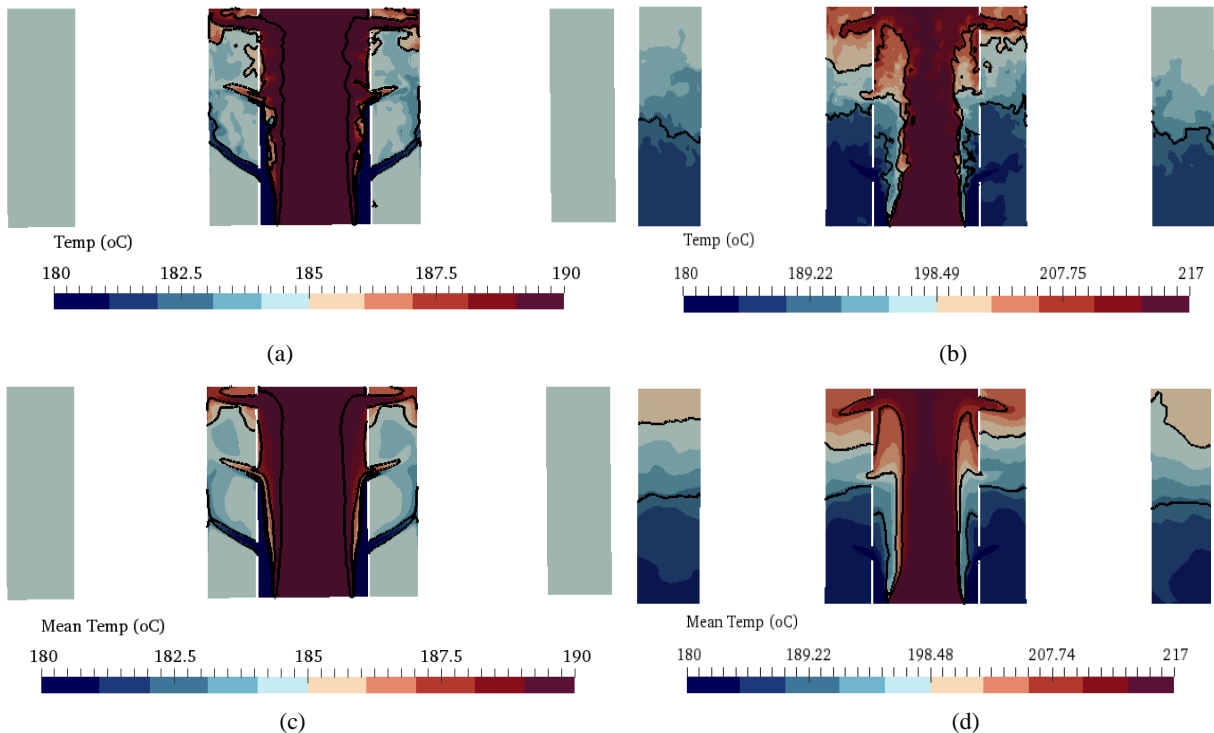 Temp (oC)
180 182.5 185 187.5 190
(a)
Temp (oC)
180 189.22 198.49 207.75 217
(b)
Mean Temp (oC)
180 182.5 185 187.5 190
(c)
Mean Temp (oC)
180 189.22 198.48 207.74 217
(d)